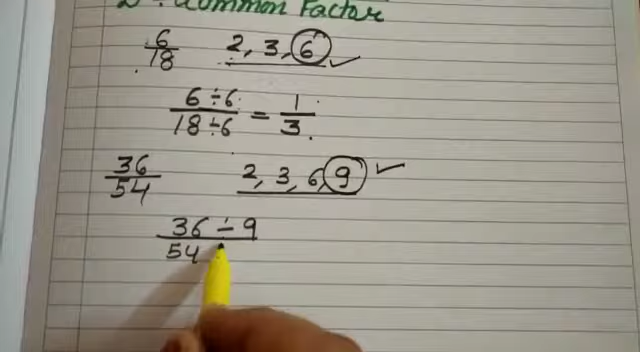 2 : Common Factor
6/18 2, 3, 6 ✓
6÷6/18÷6 = 1/3.
36/54 2, 3, 6, 9 ✓
36÷9/54